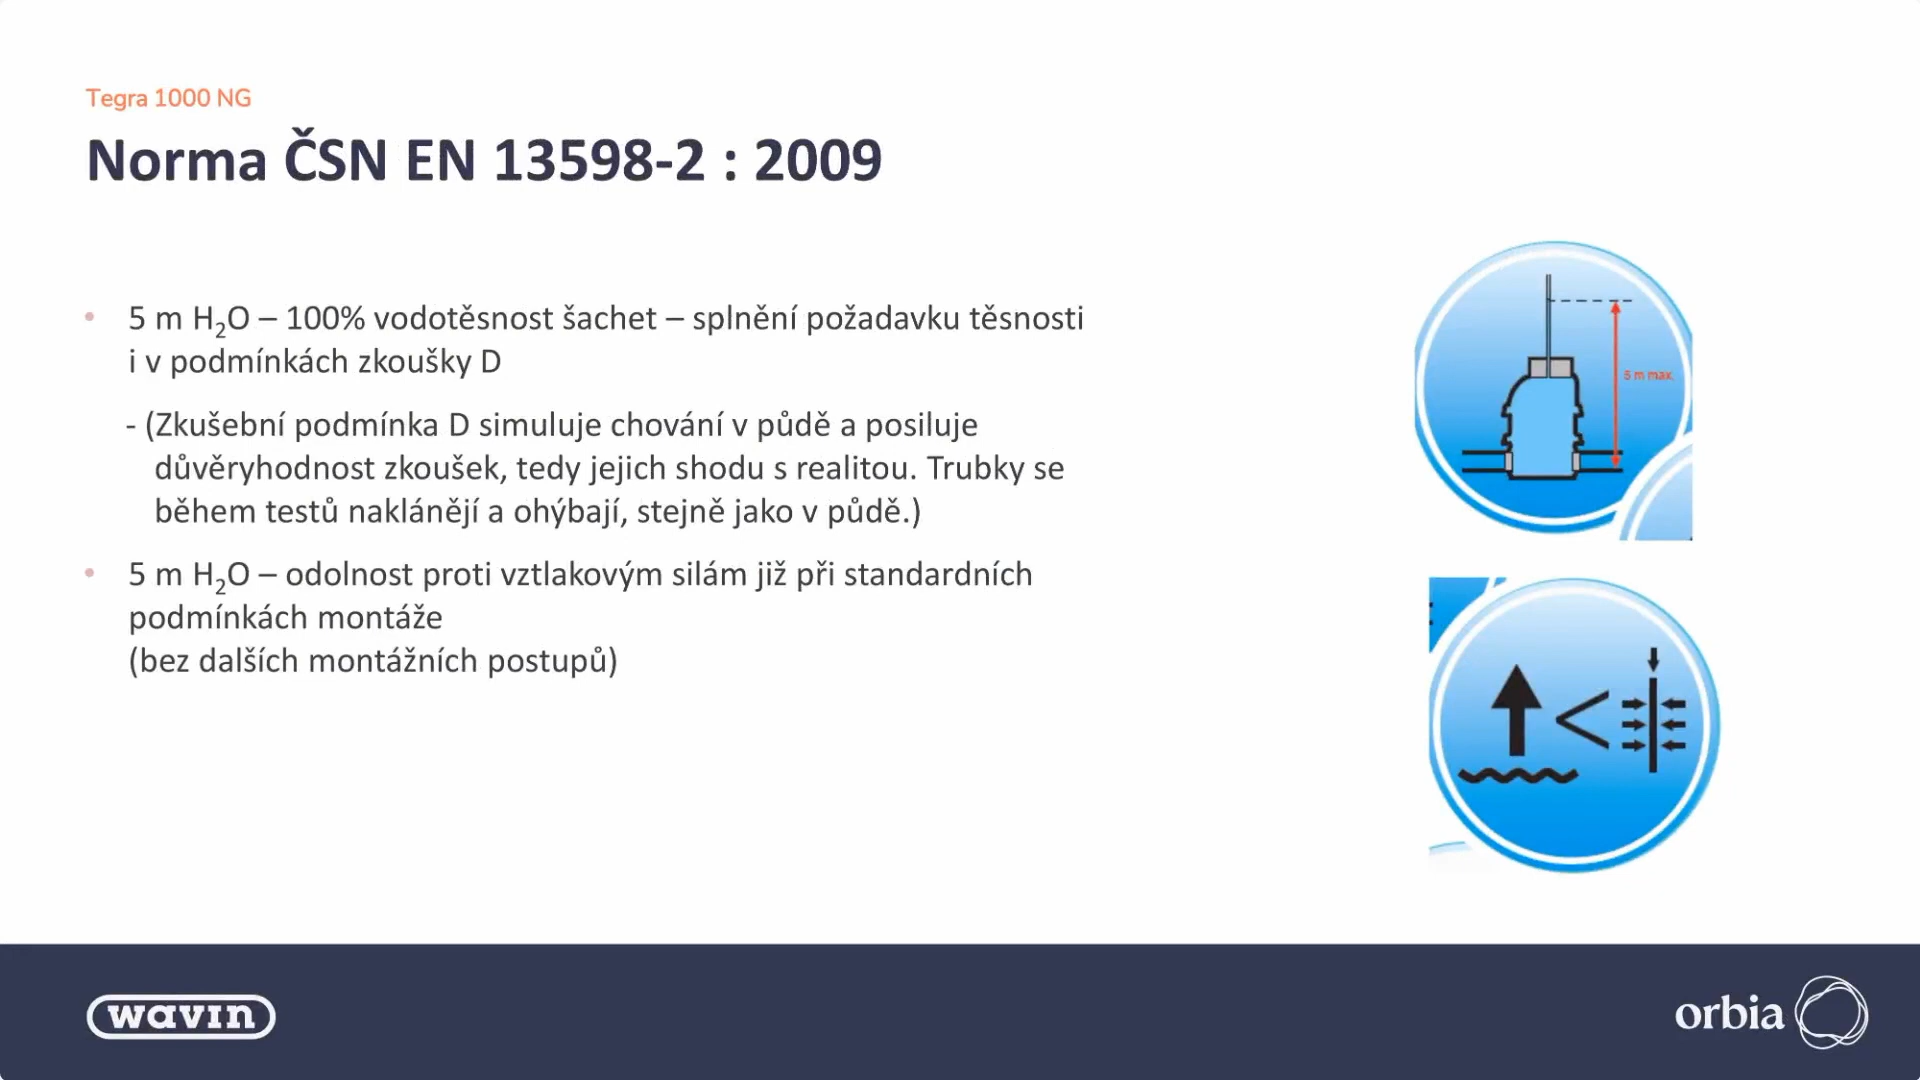 Tegra 1000 NG
Norma ČSN EN 13598-2 : 2009
• 5 m H₂O – 100% vodotěsnost šachet – splnění požadavku těsnosti
i v podmínkách zkoušky D
- (Zkušební podmínka D simuluje chování v půdě a posiluje
důvěryhodnost zkoušek, tedy jejich shodu s realitou. Trubky se
během testů naklánějí a ohýbají, stejně jako v půdě.)
• 5 m H₂O – odolnost proti vztlakovým silám již při standardních
podmínkách montáže
(bez dalších montážních postupů)
5 m max.
wavin
orbia